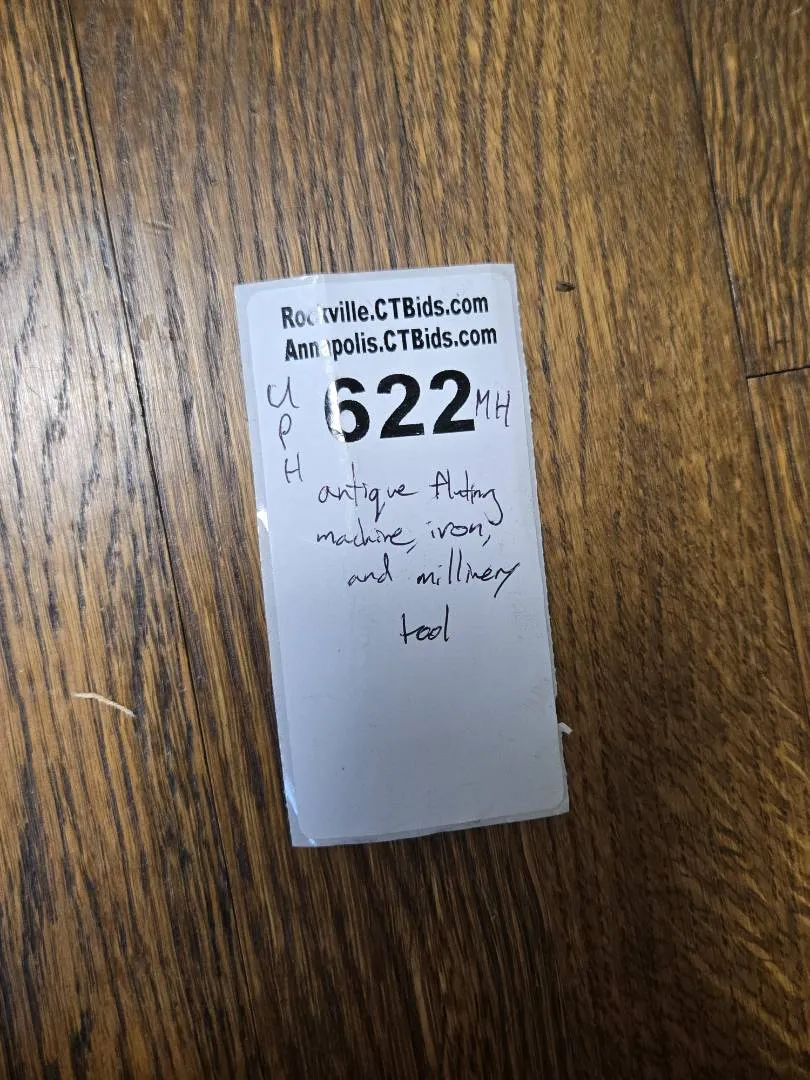 Rockville.CTBids.com
Annapolis.CTBids.com
U
P
H
622 MH
antique fluting
machine, iron,
and millinery
tool